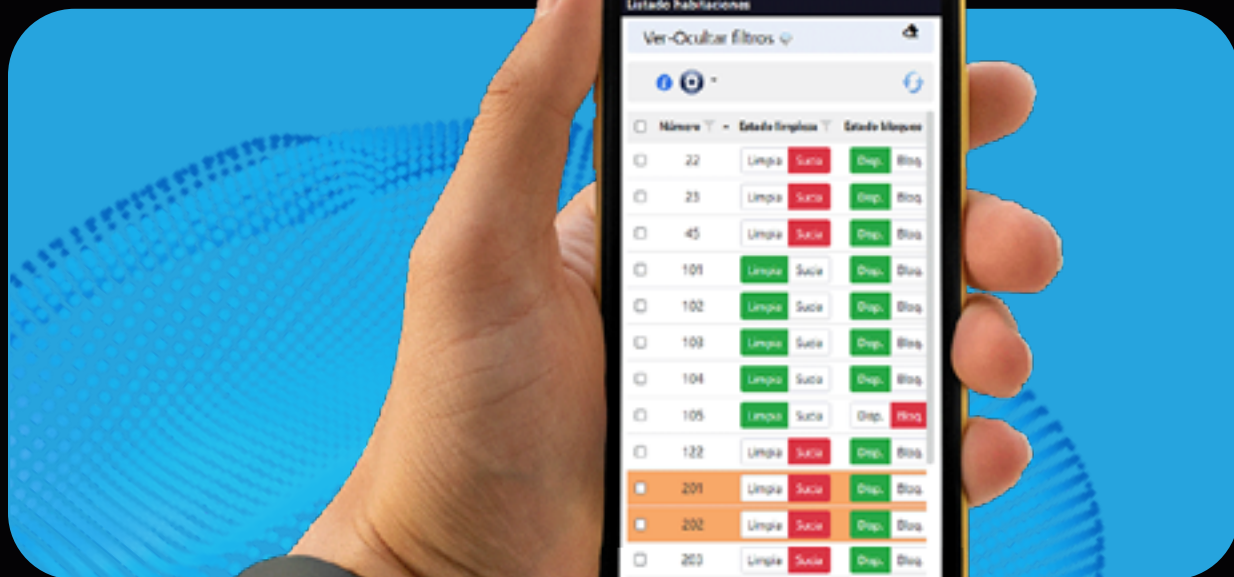 Listado habitaciones
Ver-Ocultar filtros
Número Estado limpieza Estado bloqueo
22 Limpia Sucia Disp. Bloq.
23 Limpia Sucia Disp. Bloq.
45 Limpia Sucia Disp. Bloq.
101 Limpia Sucia Disp. Bloq.
102 Limpia Sucia Disp. Bloq.
103 Limpia Sucia Disp. Bloq.
104 Limpia Sucia Disp. Bloq.
105 Limpia Sucia Disp. Bloq.
122 Limpia Sucia Disp. Bloq.
201 Limpia Sucia Disp. Bloq.
202 Limpia Sucia Disp. Bloq.
203 Limpia Sucia Disp. Bloq.